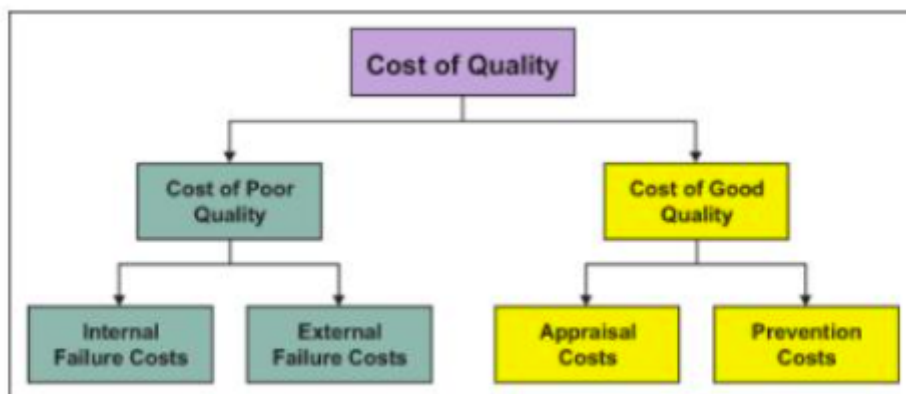 Cost of Quality
Cost of Poor
Quality
Cost of Good
Quality
Internal
Failure Costs
External
Failure Costs
Appraisal
Costs
Prevention
Costs